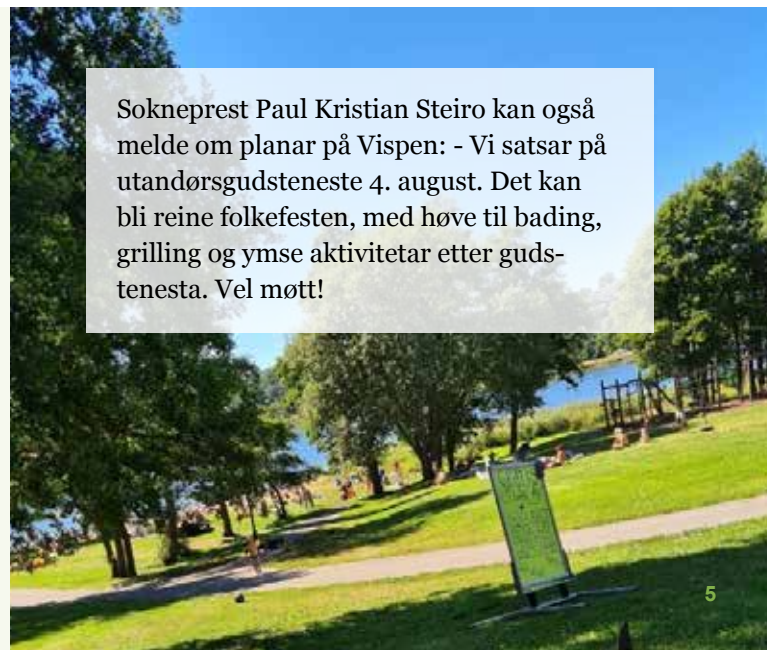 Sokneprest Paul Kristian Steiro kan også
melde om planar på Vispen: - Vi satsar på
utandørsgudsteneste 4. august. Det kan
bli reine folkefesten, med høve til bading,
grilling og ymse aktivitetar etter guds-
tenesta. Vel møtt!
5